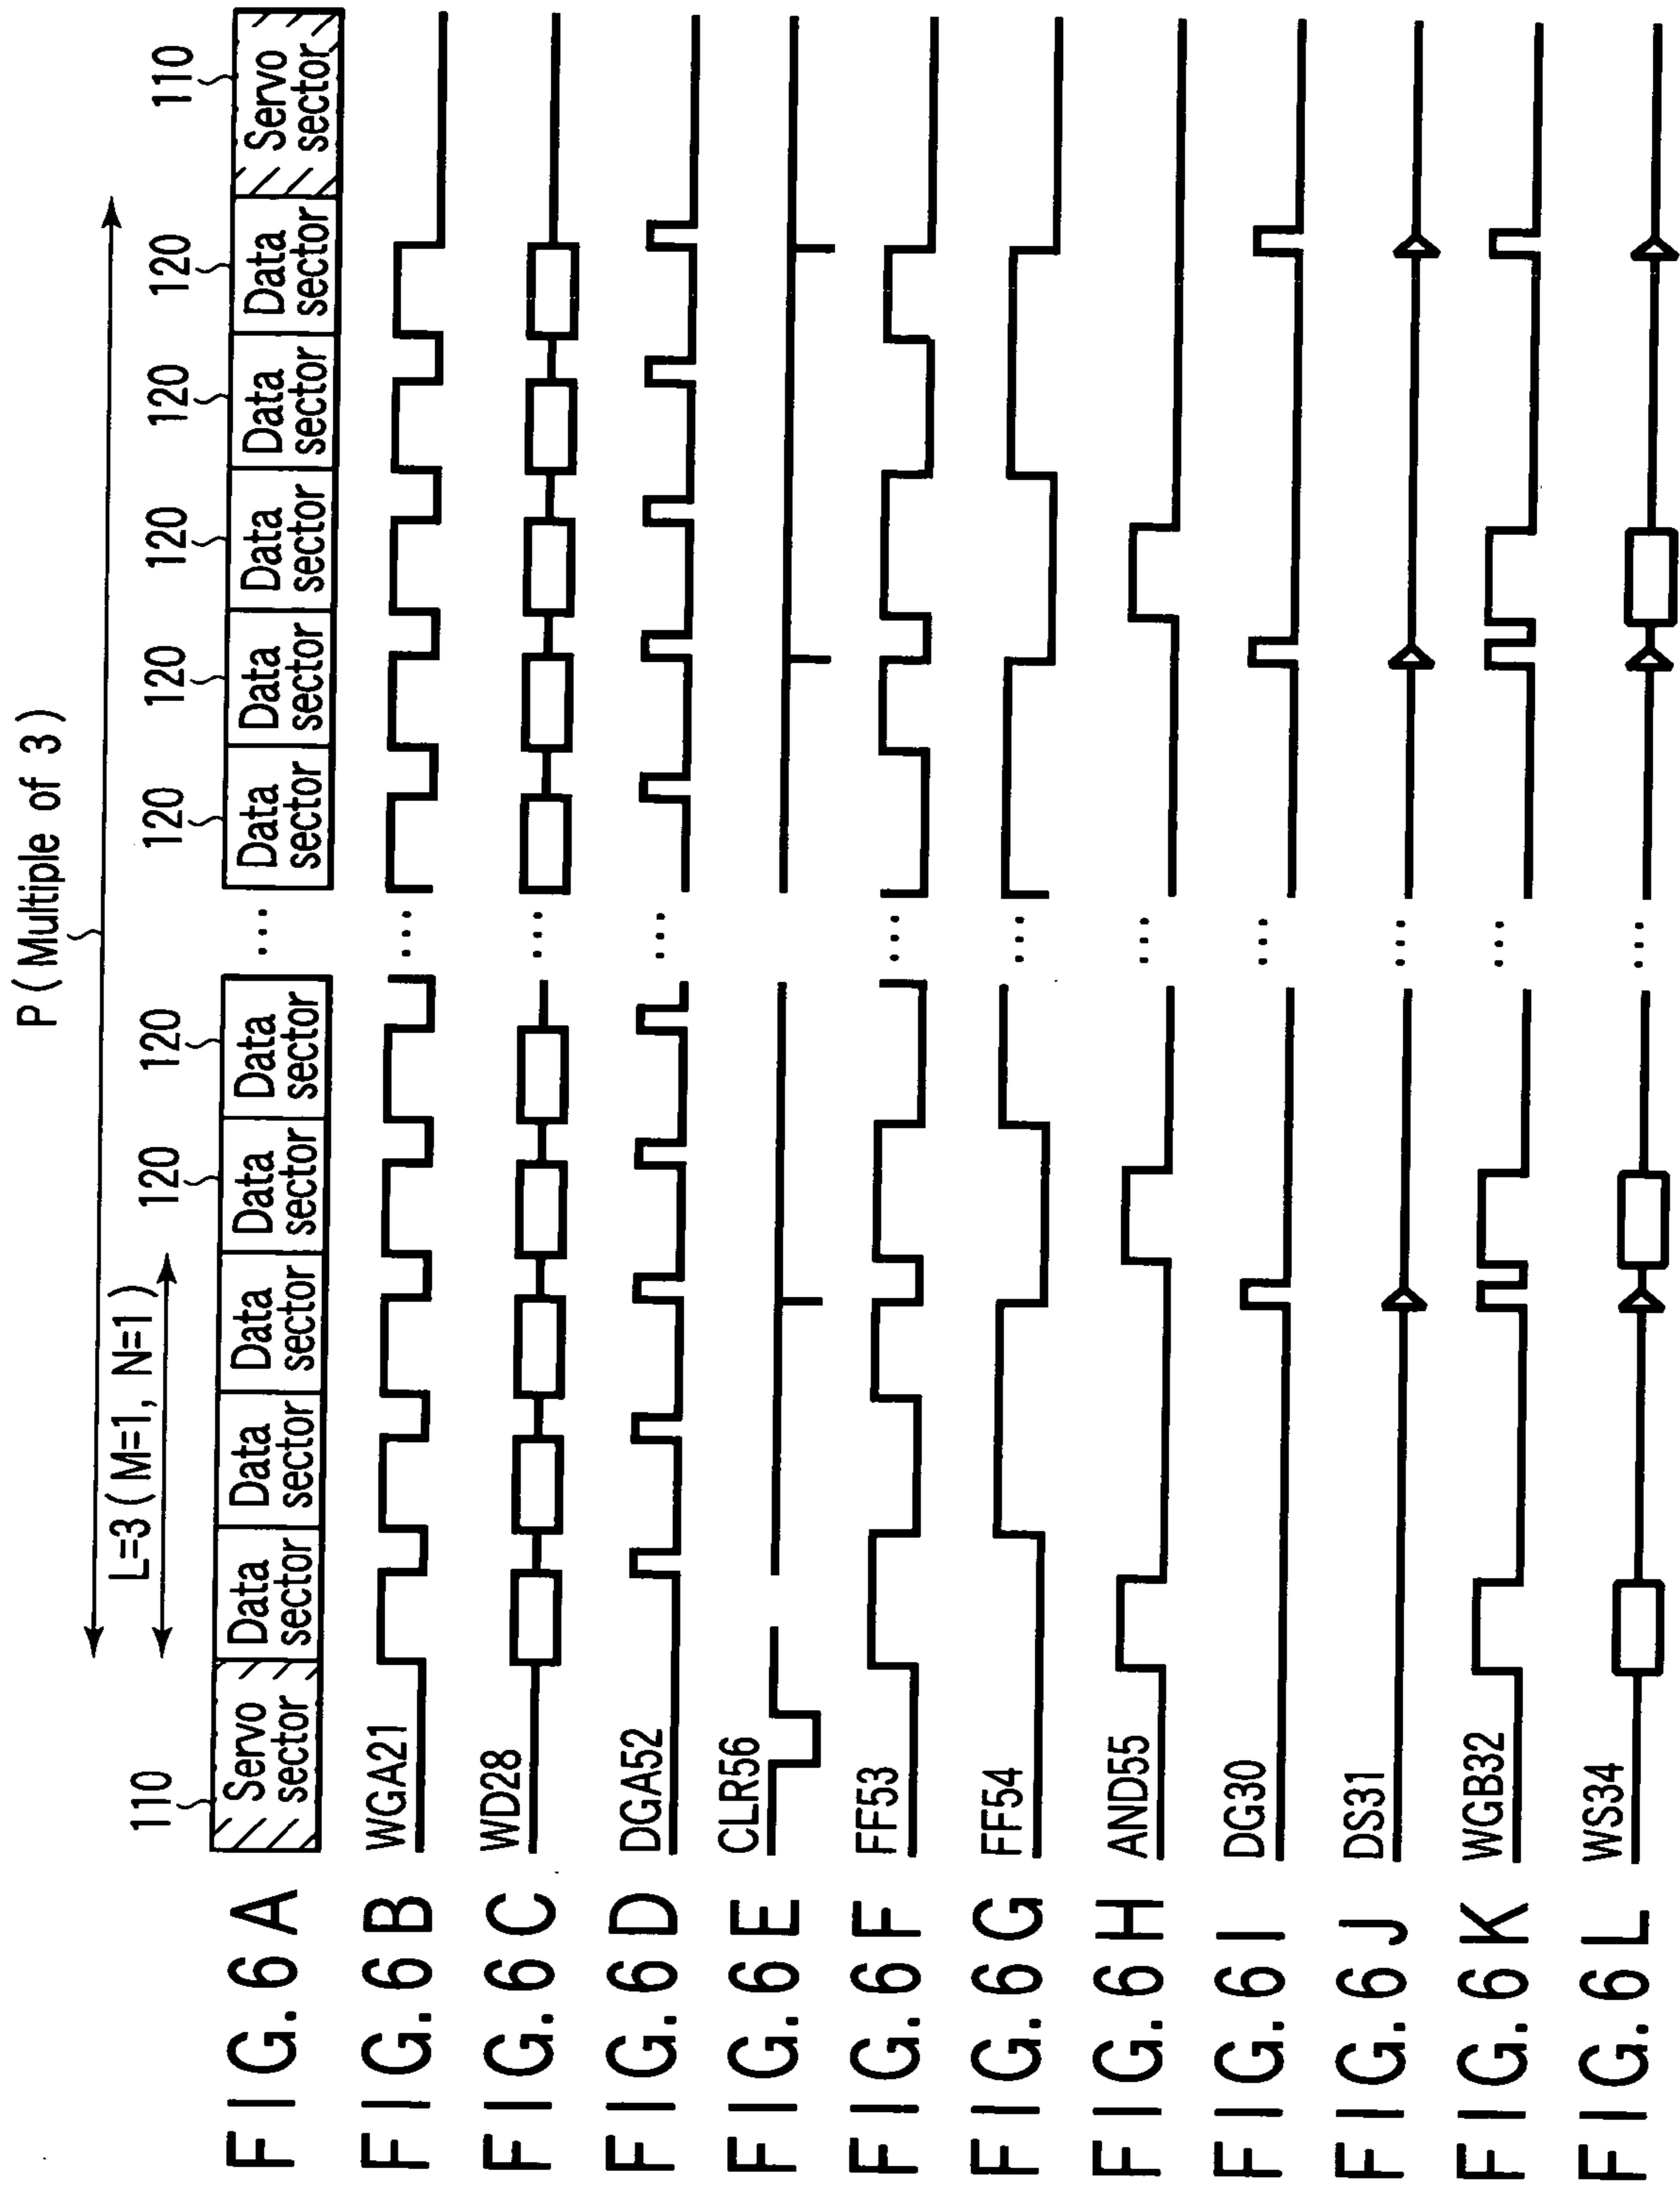 P ( Multiple of 3 )
L=3 ( M=1, N=1 )
110 120 120 120 120 120 120 120 110
FIG. 6A Servo sector Data sector Data sector Data sector Data sector Data sector ... Data sector Data sector Data sector Data sector Data sector Servo sector
FIG. 6B WGA21 ...
FIG. 6C WD28 ...
FIG. 6D DGA52 ...
FIG. 6E CLR56
FIG. 6F FF53 ...
FIG. 6G FF54 ...
FIG. 6H AND55 ...
FIG. 6I DG30 ...
FIG. 6J DS31 ...
FIG. 6K WGB32 ...
FIG. 6L WS34 ...